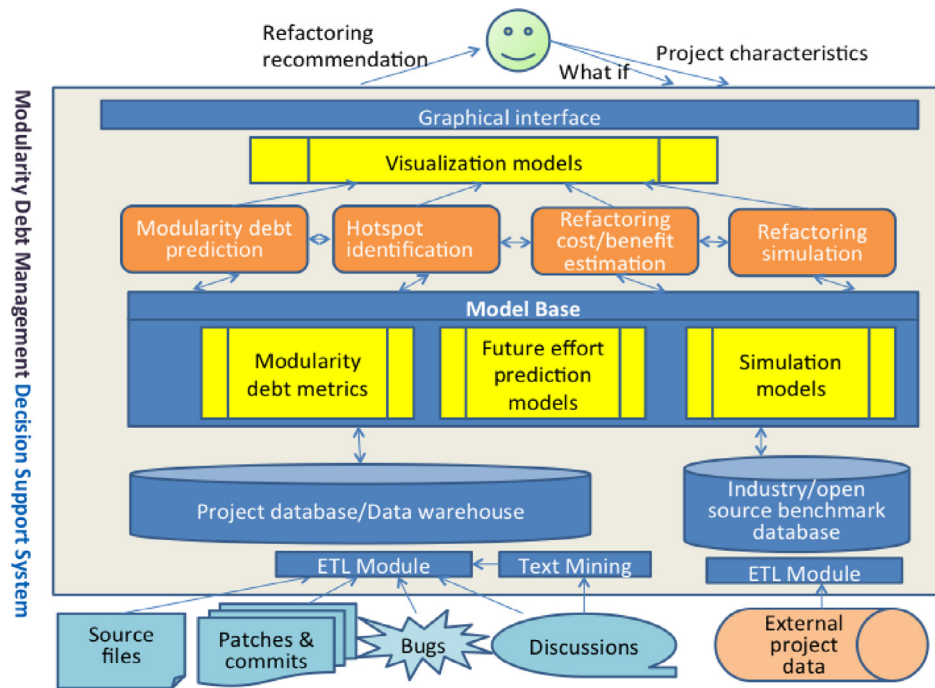 Refactoring
recommendation
What if
Project characteristics
Modularity Debt Management Decision Support System
Graphical interface
Visualization models
Modularity debt
prediction
Hotspot
identification
Refactoring
cost/benefit
estimation
Refactoring
simulation
Model Base
Modularity
debt metrics
Future effort
prediction
models
Simulation
models
Project database/Data warehouse
Industry/open
source benchmark
database
ETL Module
Text Mining
ETL Module
Source
files
Patches &
commits
Bugs
Discussions
External
project
data